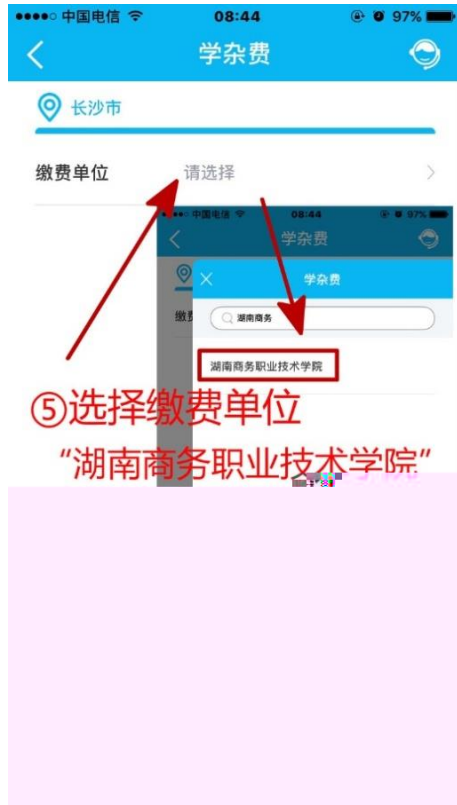 中国电信 08:44 97%
学杂费
长沙市
缴费单位 请选择
中国电信 08:44 97%
学杂费
学杂费
缴费
湖南商务
湖南商务职业技术学院
⑤选择缴费单位
“湖南商务职业技术学院”